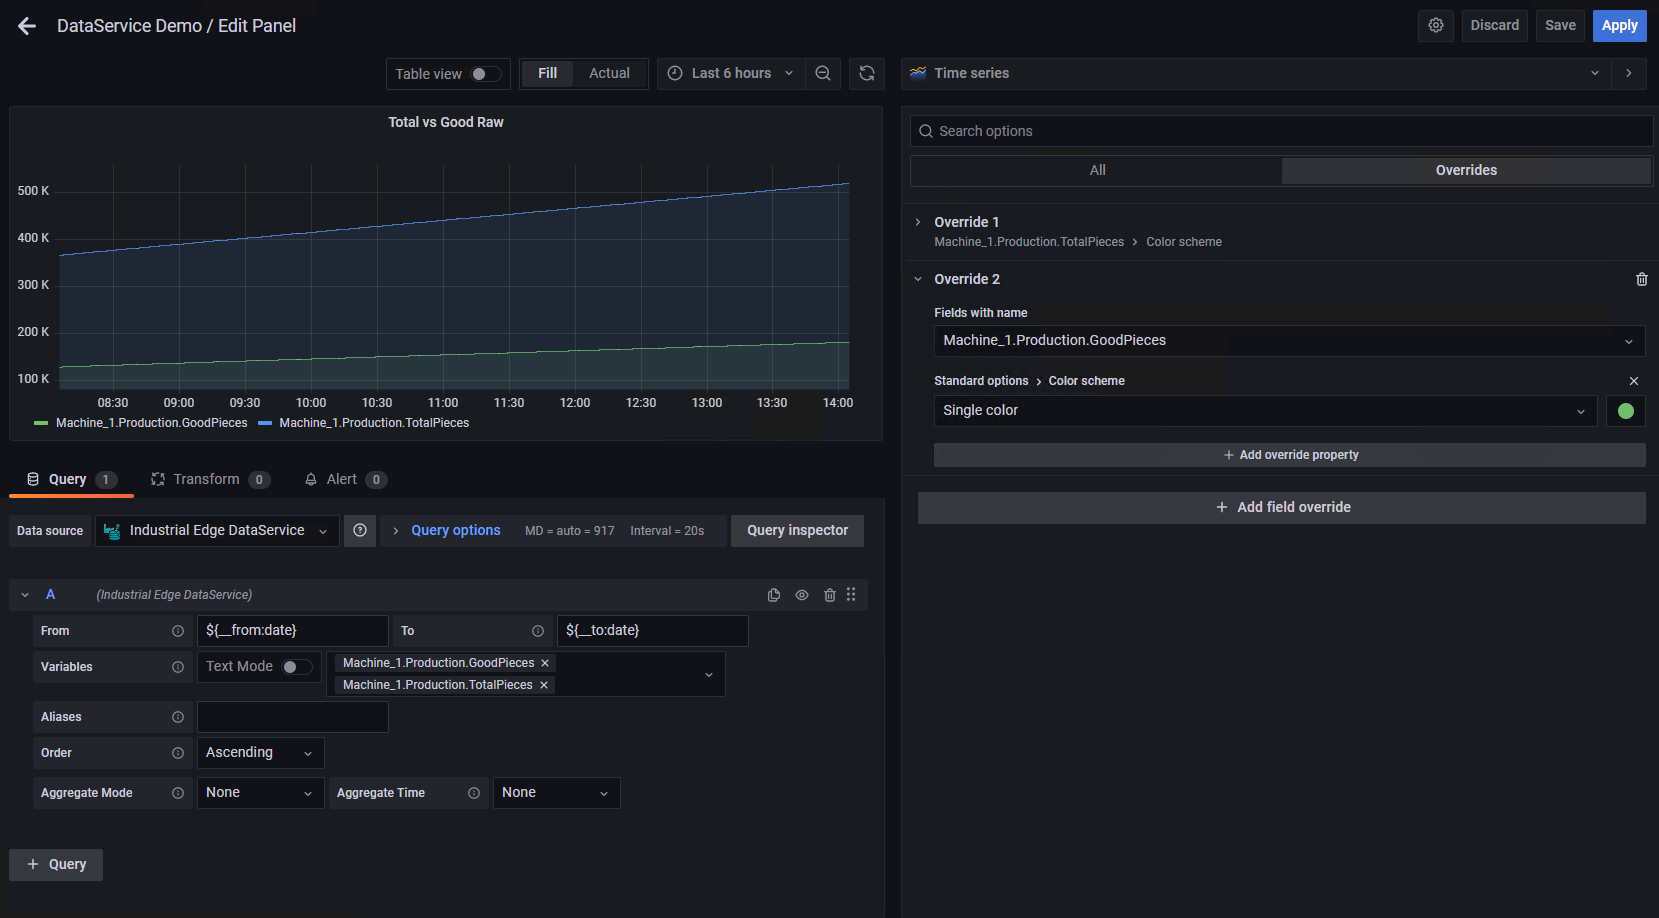 DataService Demo / Edit Panel
Discard
Save
Apply
Table view
Fill
Actual
Last 6 hours
Time series
Total vs Good Raw
500 K
400 K
300 K
200 K
100 K
08:30
09:00
09:30
10:00
10:30
11:00
11:30
12:00
12:30
13:00
13:30
14:00
Machine_1.Production.GoodPieces
Machine_1.Production.TotalPieces
Query 1
Transform 0
Alert 0
Data source
Industrial Edge DataService
Query options
MD = auto = 917
Interval = 20s
Query inspector
A
(Industrial Edge DataService)
From
${__from:date}
To
${__to:date}
Variables
Text Mode
Machine_1.Production.GoodPieces
Machine_1.Production.TotalPieces
Aliases
Order
Ascending
Aggregate Mode
None
Aggregate Time
None
+ Query
Search options
All
Overrides
Override 1
Machine_1.Production.TotalPieces > Color scheme
Override 2
Fields with name
Machine_1.Production.GoodPieces
Standard options > Color scheme
Single color
+ Add override property
+ Add field override